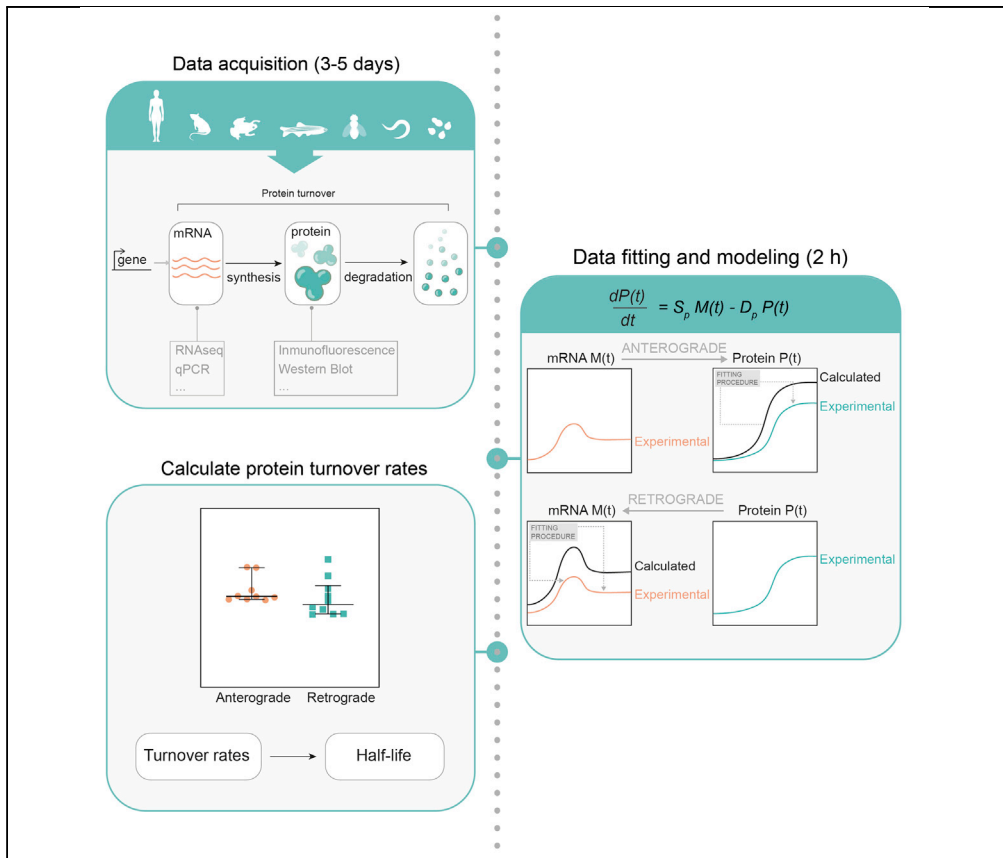 Data acquisition (3-5 days)
Protein turnover
gene
mRNA
synthesis
protein
degradation
RNAseq
qPCR
...
Inmunofluorescence
Western Blot
...
Data fitting and modeling (2 h)
dP(t)/dt = Sp M(t) - Dp P(t)
ANTEROGRADE
mRNA M(t)
Protein P(t)
Experimental
FITTING
PROCEDURE
Calculated
Experimental
RETROGRADE
mRNA M(t)
Protein P(t)
FITTING
PROCEDURE
Calculated
Experimental
Experimental
Calculate protein turnover rates
Anterograde
Retrograde
Turnover rates
Half-life